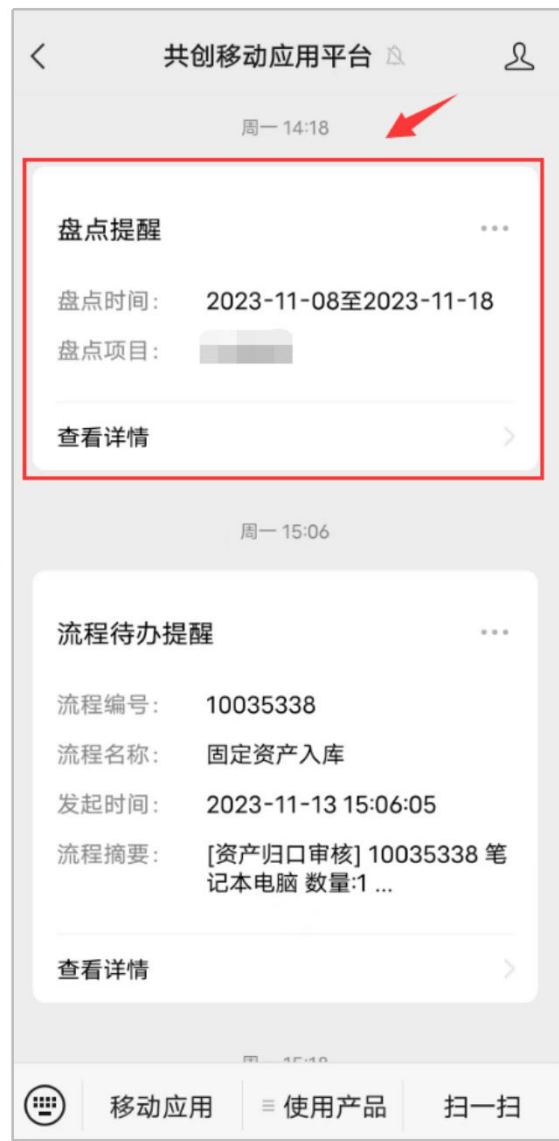 共创移动应用平台
周一 14:18
盘点提醒
盘点时间: 2023-11-08至2023-11-18
盘点项目:
查看详情
周一 15:06
流程待办提醒
流程编号: 10035338
流程名称: 固定资产入库
发起时间: 2023-11-13 15:06:05
流程摘要: [资产归口审核] 10035338 笔
记本电脑 数量:1 ...
查看详情
移动应用 使用产品 扫一扫